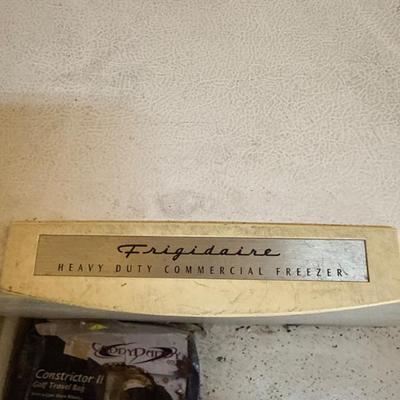 Frigidaire
HEAVY DUTY COMMERCIAL FREEZER
Constrictor II
Golf Travel Bag